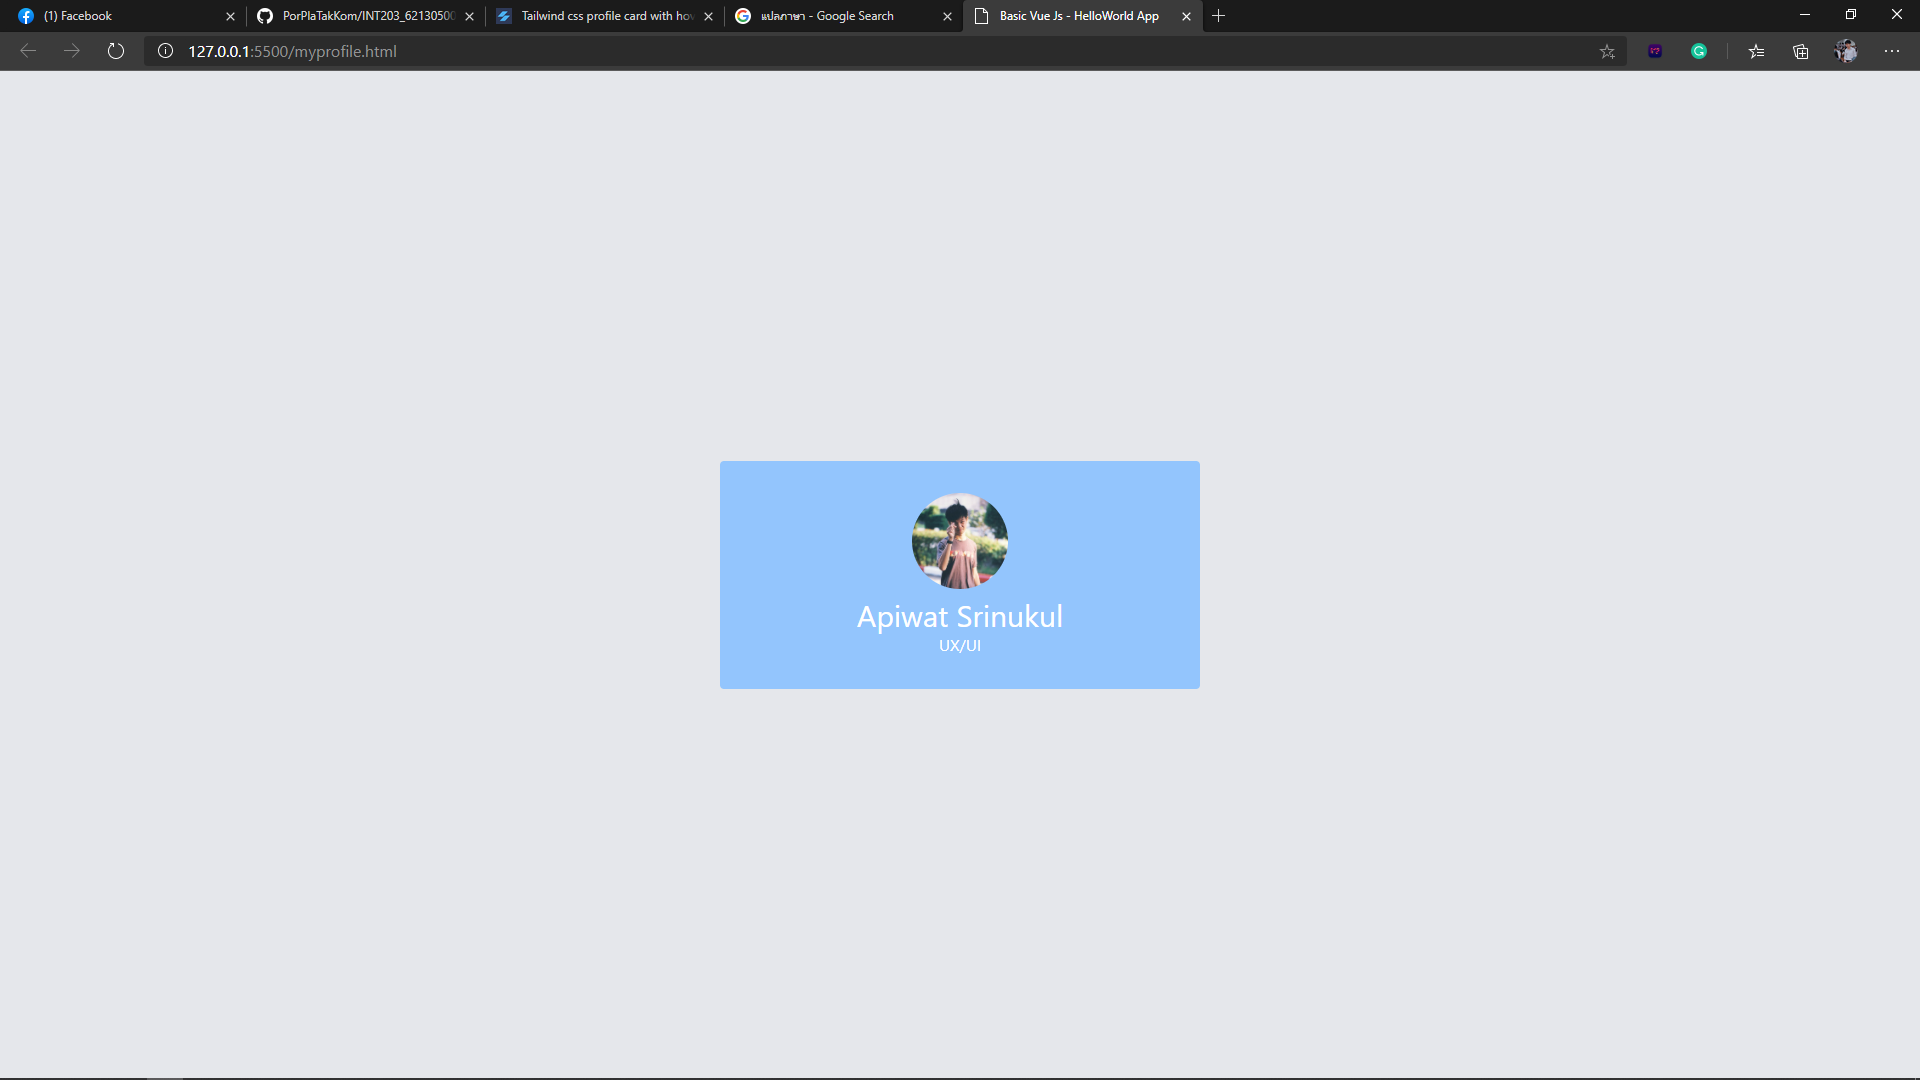 (1) Facebook
PorPlaTakKom/INT203_62130500
Tailwind css profile card with hov
แปลภาษา - Google Search
Basic Vue Js - HelloWorld App
127.0.0.1:5500/myprofile.html
Apiwat Srinukul
UX/UI